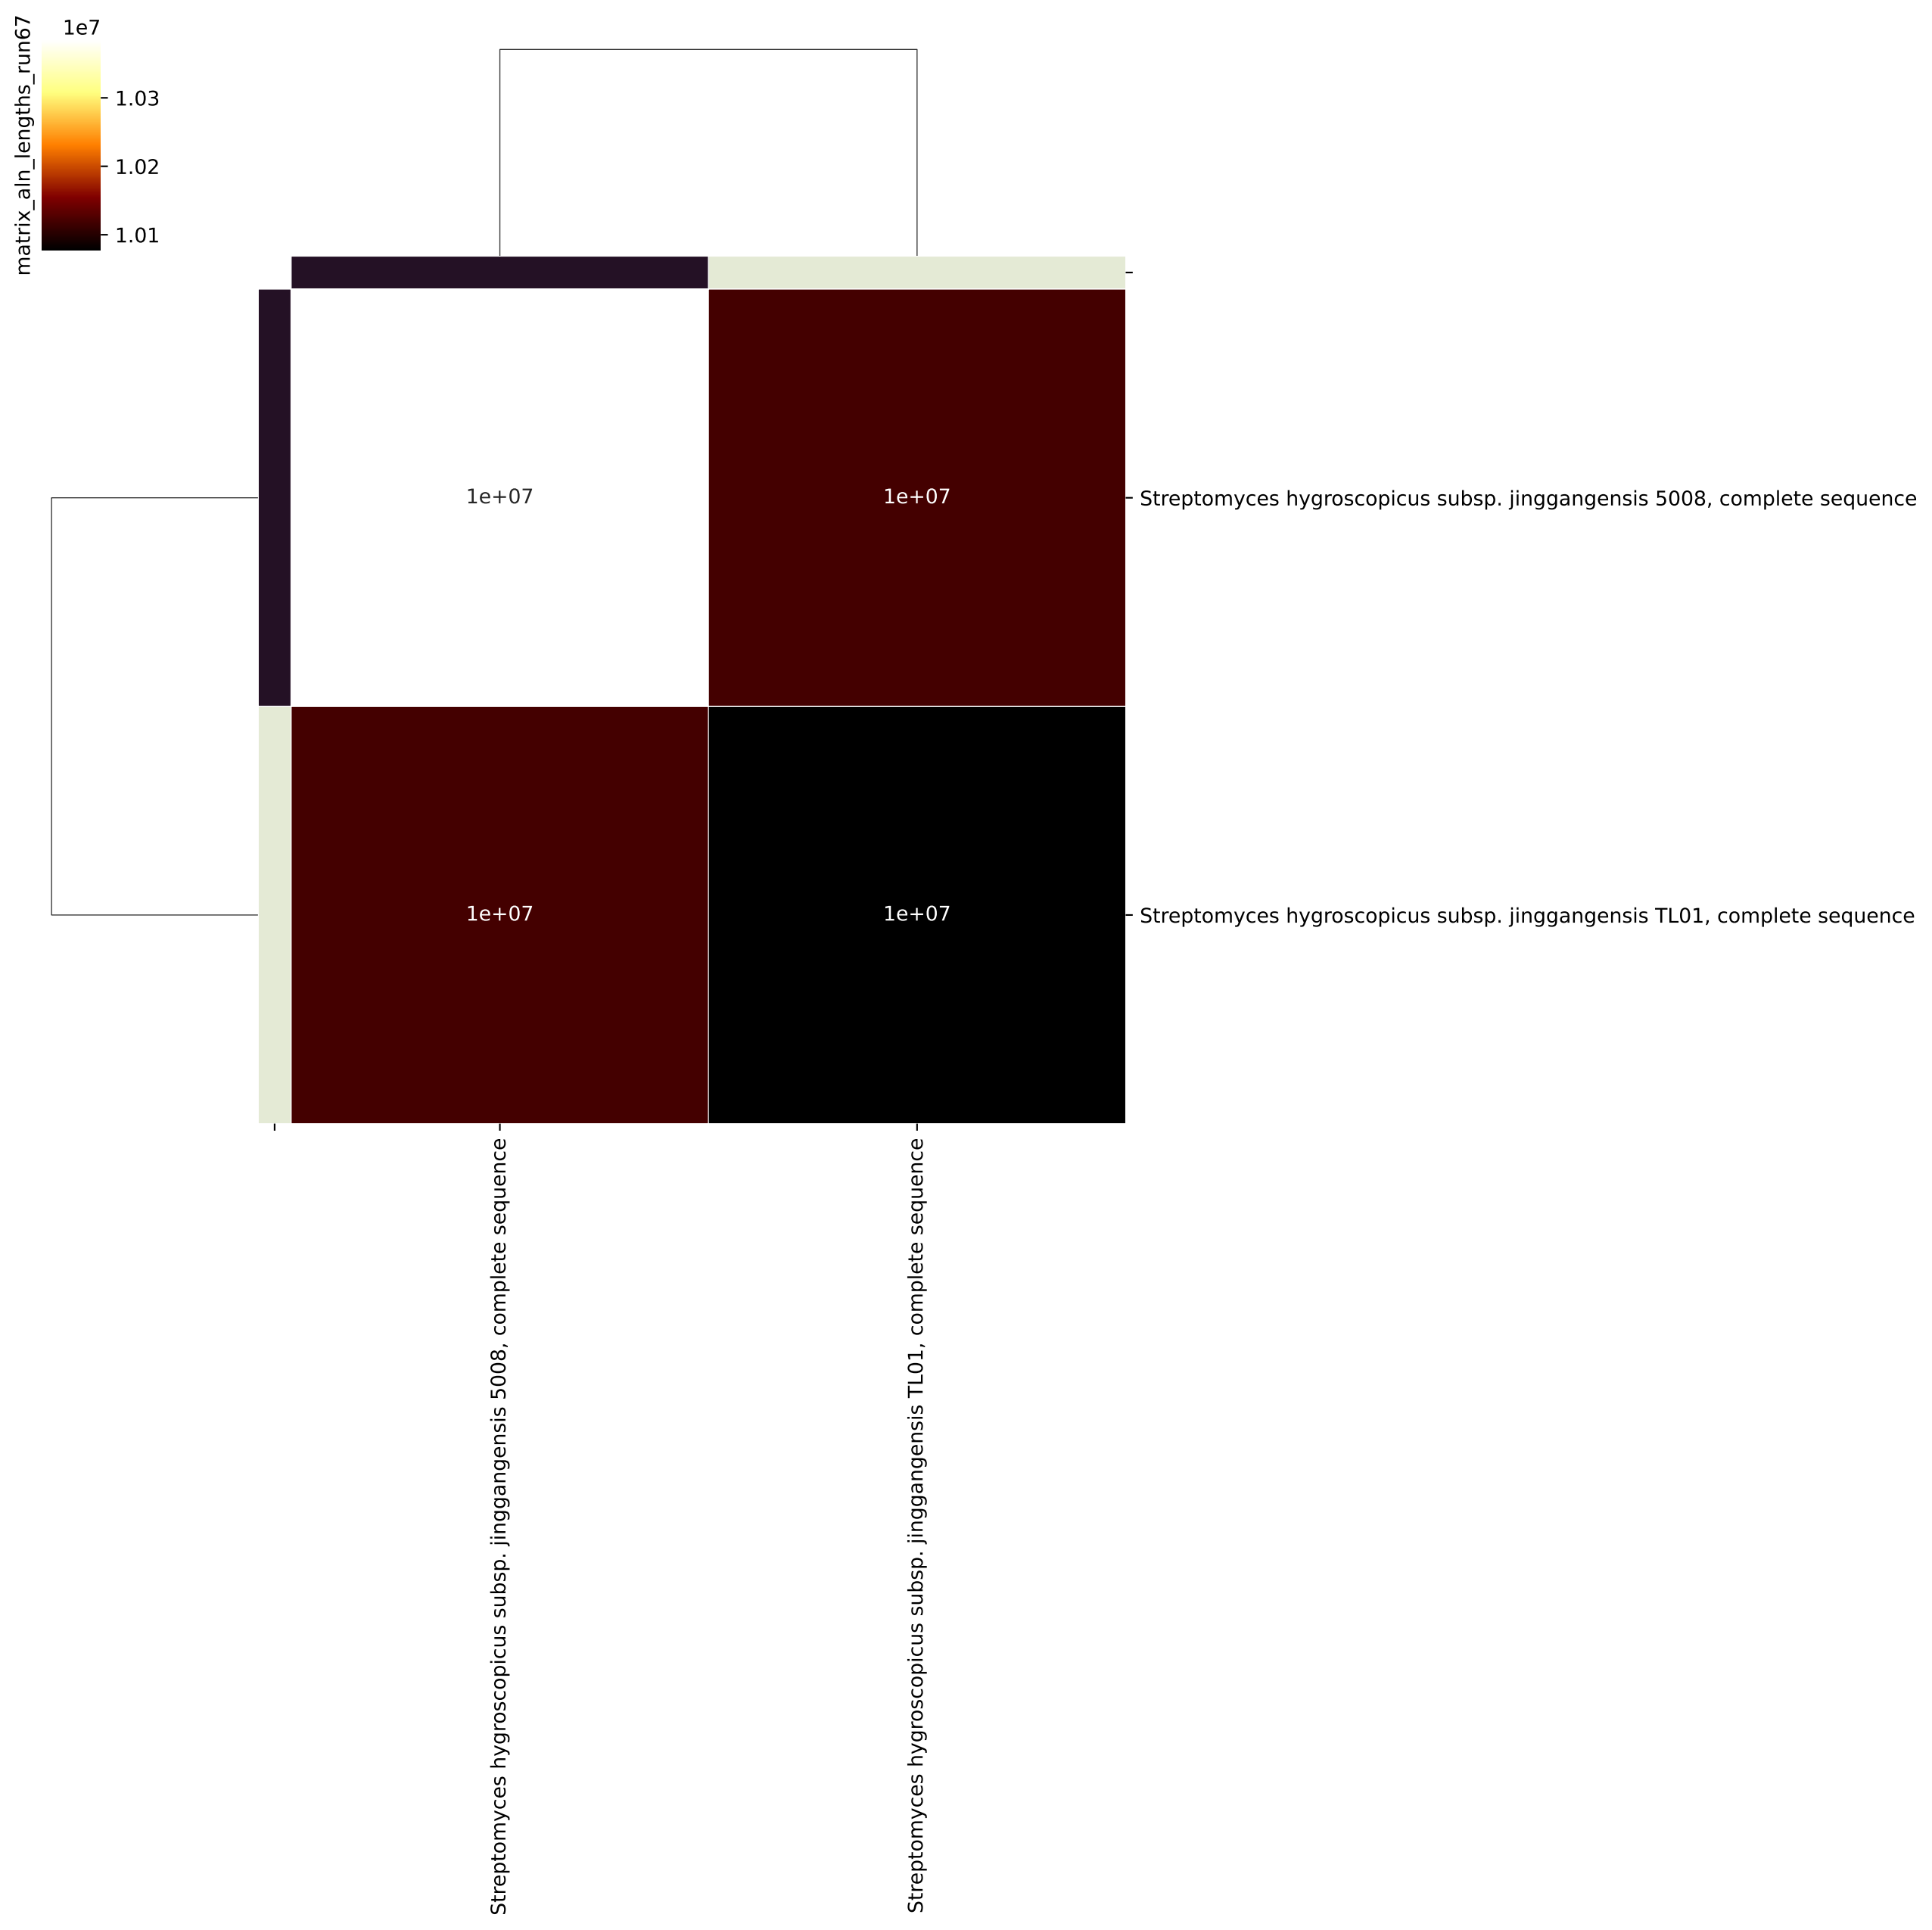 matrix_aln_lengths_run67
1e7
1.03
1.02
1.01
1e+07
1e+07
Streptomyces hygroscopicus subsp. jinggangensis 5008, complete sequence
1e+07
1e+07
Streptomyces hygroscopicus subsp. jinggangensis TL01, complete sequence
Streptomyces hygroscopicus subsp. jinggangensis 5008, complete sequence
Streptomyces hygroscopicus subsp. jinggangensis TL01, complete sequence